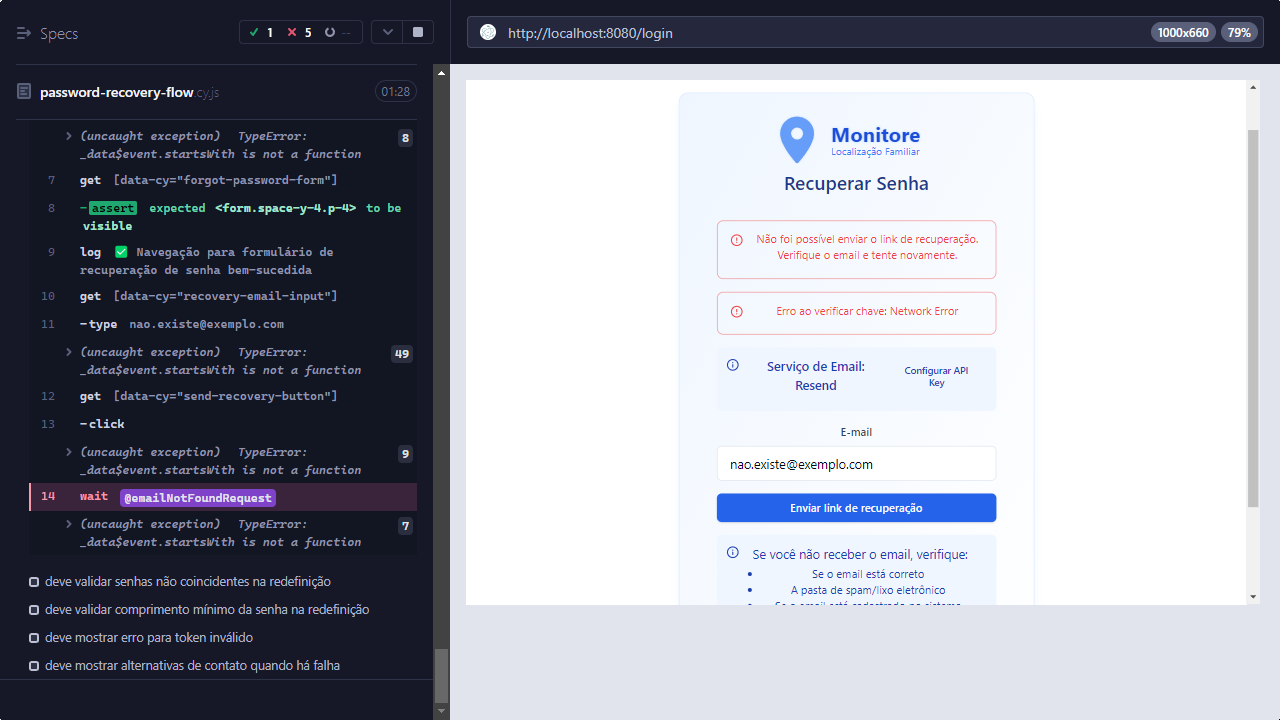 Specs
1
5
--
password-recovery-flow cy.js
01:28
(uncaught exception) TypeError: 8
_data$event.startsWith is not a function
7 get [data-cy="forgot-password-form"]
8 -assert expected <form.space-y-4.p-4> to be
visible
9 log ✅ Navegação para formulário de
recuperação de senha bem-sucedida
10 get [data-cy="recovery-email-input"]
11 -type nao.existe@exemplo.com
(uncaught exception) TypeError: 49
_data$event.startsWith is not a function
12 get [data-cy="send-recovery-button"]
13 -click
(uncaught exception) TypeError: 9
_data$event.startsWith is not a function
14 wait @emailNotFoundRequest
(uncaught exception) TypeError: 7
_data$event.startsWith is not a function
deve validar senhas não coincidentes na redefinição
deve validar comprimento mínimo da senha na redefinição
deve mostrar erro para token inválido
deve mostrar alternativas de contato quando há falha
http://localhost:8080/login
1000x660
79%
Monitore
Localização Familiar
Recuperar Senha
Não foi possível enviar o link de recuperação.
Verifique o email e tente novamente.
Erro ao verificar chave: Network Error
Serviço de Email:
Resend
Configurar API
Key
E-mail
nao.existe@exemplo.com
Enviar link de recuperação
Se você não receber o email, verifique:
• Se o email está correto
• A pasta de spam/lixo eletrônico
• Se o email está cadastrado no sistema